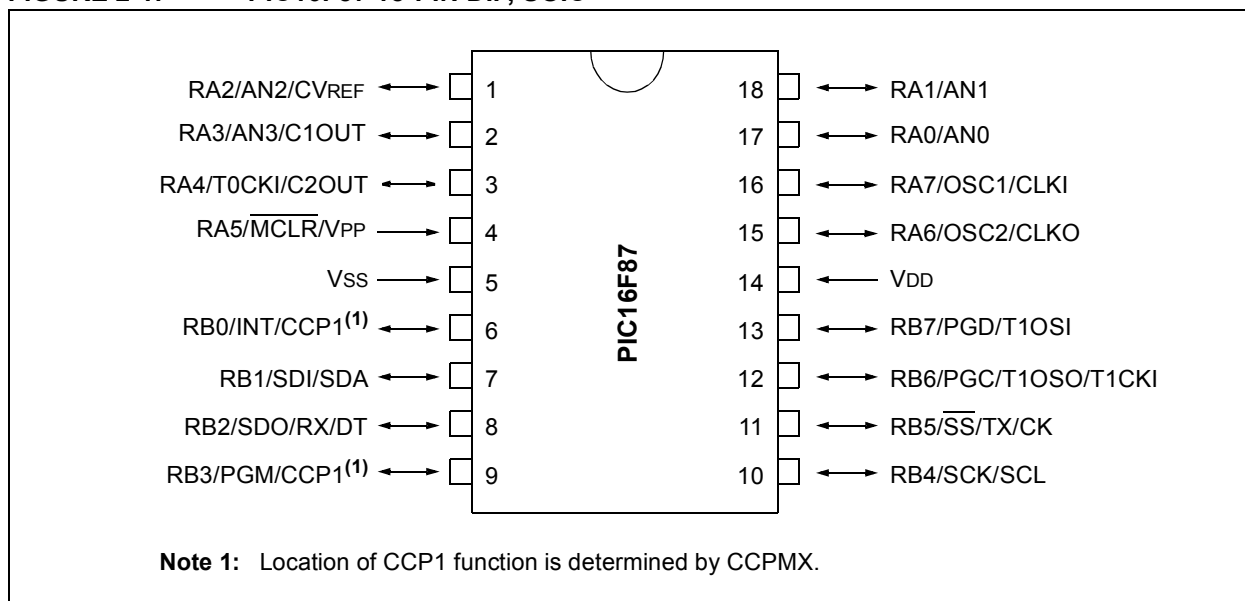 RA2/AN2/CVREF 1 18 RA1/AN1
RA3/AN3/C1OUT 2 17 RA0/AN0
RA4/T0CKI/C2OUT 3 16 RA7/OSC1/CLKI
RA5/MCLR/VPP 4 15 RA6/OSC2/CLKO
VSS 5 14 VDD
RB0/INT/CCP1(1) 6 13 RB7/PGD/T1OSI
RB1/SDI/SDA 7 12 RB6/PGC/T1OSO/T1CKI
RB2/SDO/RX/DT 8 11 RB5/SS/TX/CK
RB3/PGM/CCP1(1) 9 10 RB4/SCK/SCL
PIC16F87
Note 1: Location of CCP1 function is determined by CCPMX.